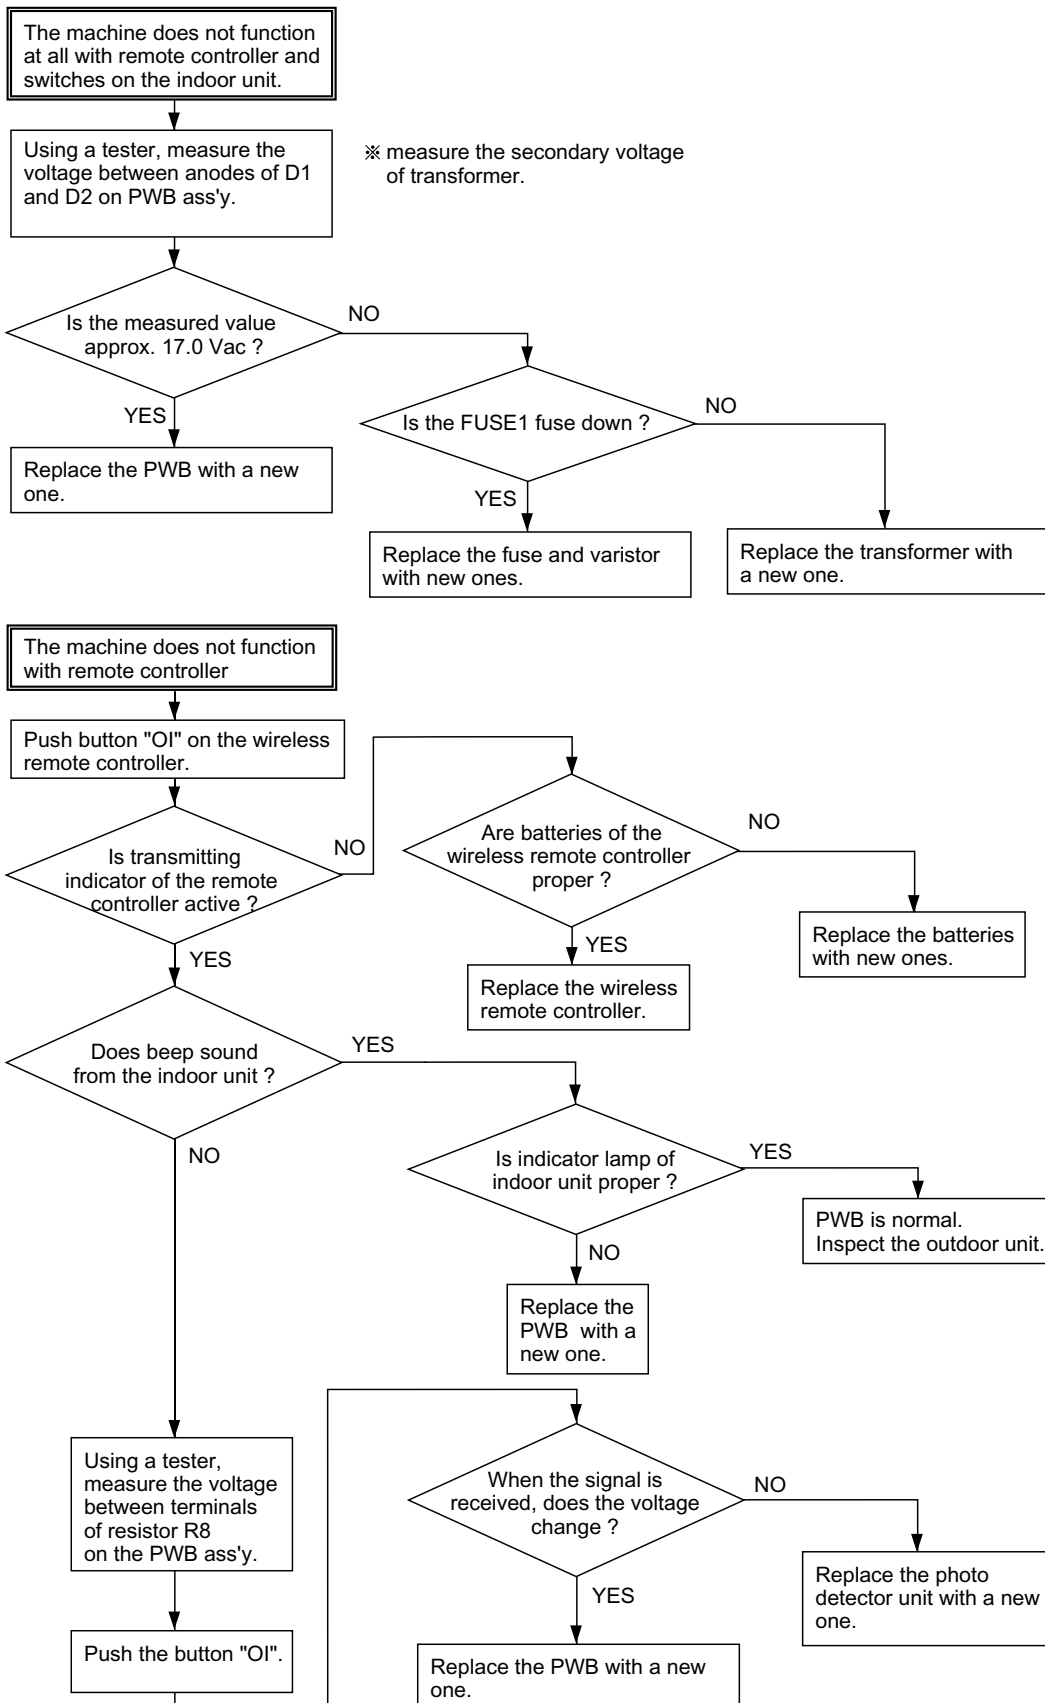 The machine does not function
at all with remote controller and
switches on the indoor unit.
Using a tester, measure the
voltage between anodes of D1
and D2 on PWB ass'y.
※ measure the secondary voltage
of transformer.
Is the measured value
approx. 17.0 Vac ?
NO
YES
Is the FUSE1 fuse down ?
NO
Replace the PWB with a new
one.
YES
Replace the fuse and varistor
with new ones.
Replace the transformer with
a new one.
The machine does not function
with remote controller
Push button "OI" on the wireless
remote controller.
Is transmitting
indicator of the remote
controller active ?
NO
Are batteries of the
wireless remote controller
proper ?
NO
YES
YES
Replace the batteries
with new ones.
Replace the wireless
remote controller.
Does beep sound
from the indoor unit ?
YES
NO
Is indicator lamp of
indoor unit proper ?
YES
PWB is normal.
Inspect the outdoor unit.
NO
Replace the
PWB  with a
new one.
Using a tester,
measure the voltage
between terminals
of resistor R8
on the PWB ass'y.
When the signal is
received, does the voltage
change ?
NO
YES
Replace the photo
detector unit with a new
one.
Push the button "OI".
Replace the PWB with a new
one.